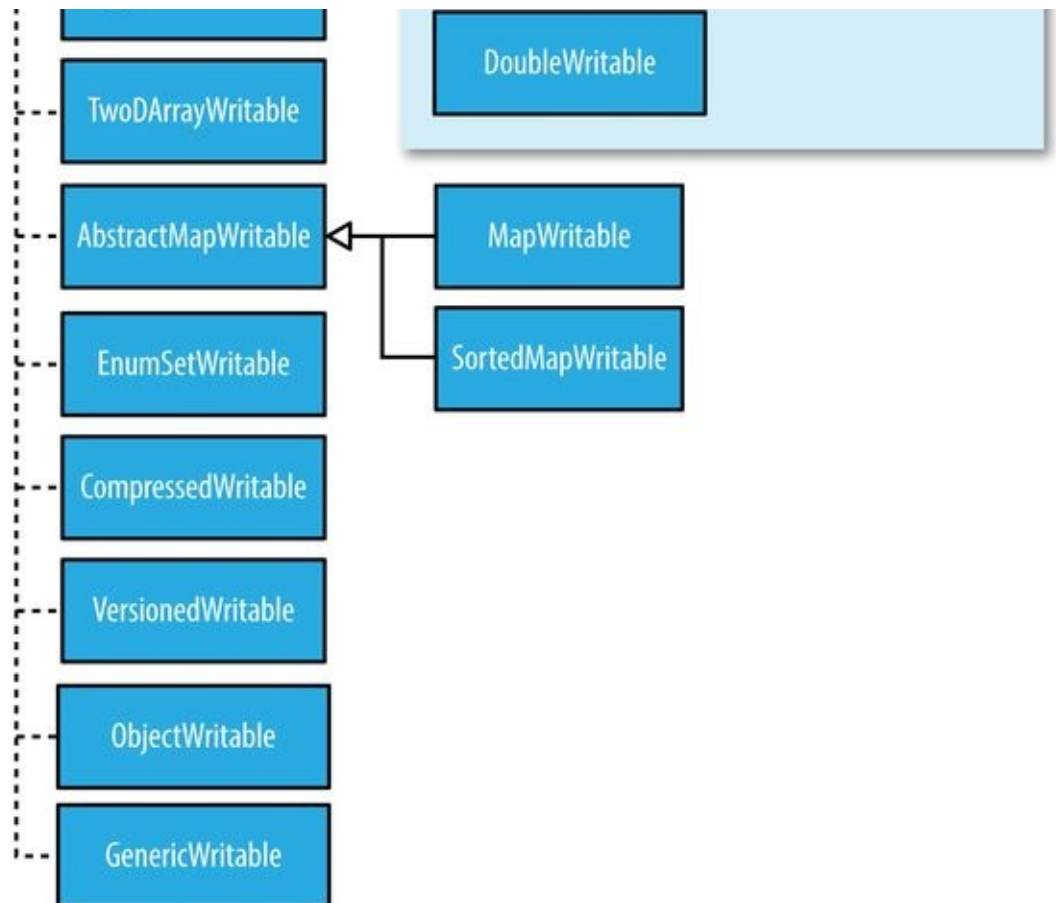 DoubleWritable
TwoDArrayWritable
AbstractMapWritable
MapWritable
EnumSetWritable
SortedMapWritable
CompressedWritable
VersionedWritable
ObjectWritable
GenericWritable